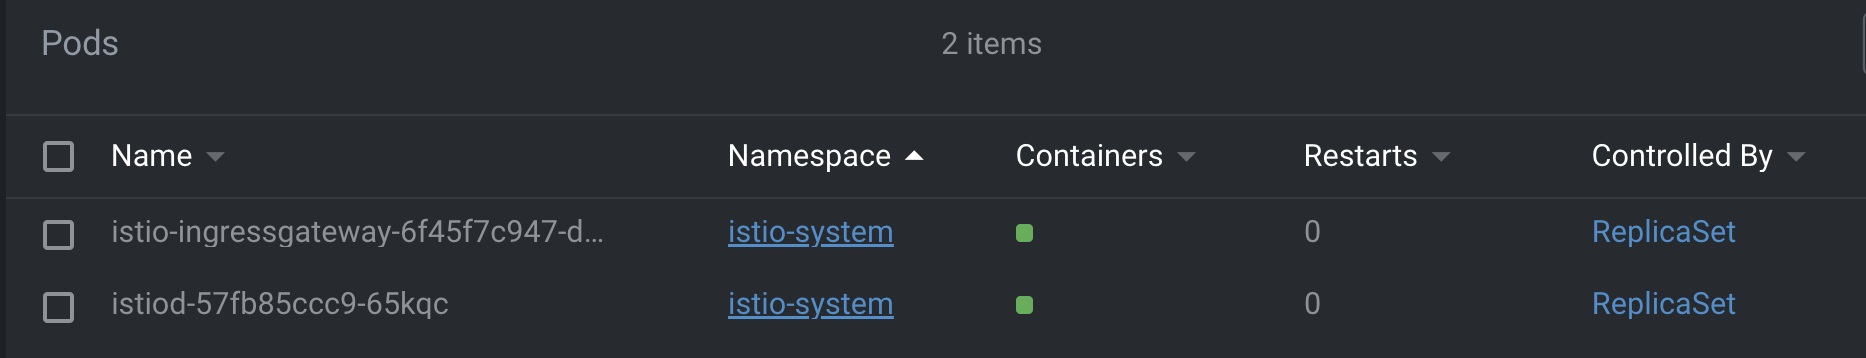 Pods 2 items
Name Namespace Containers Restarts Controlled By
istio-ingressgateway-6f45f7c947-d... istio-system 0 ReplicaSet
istiod-57fb85ccc9-65kqc istio-system 0 ReplicaSet